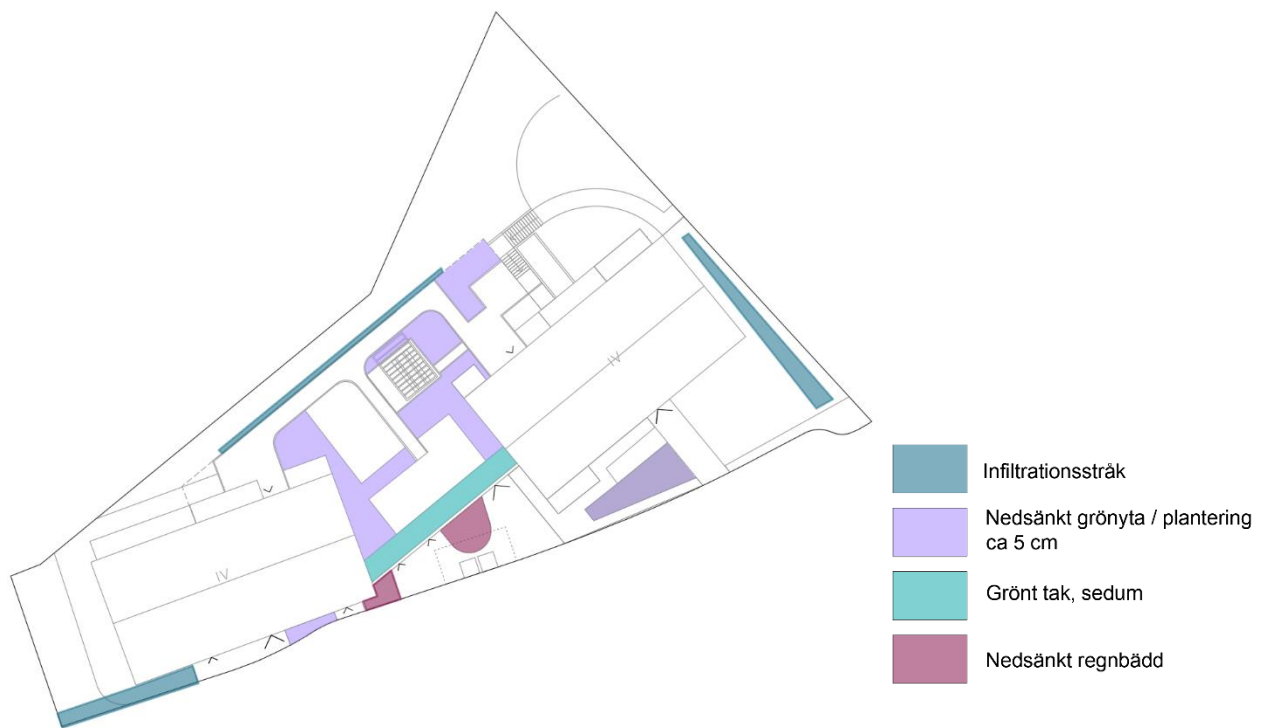 IV
IV
Infiltrationsstråk
Nedsänkt grönyta / plantering
ca 5 cm
Grönt tak, sedum
Nedsänkt regnbädd